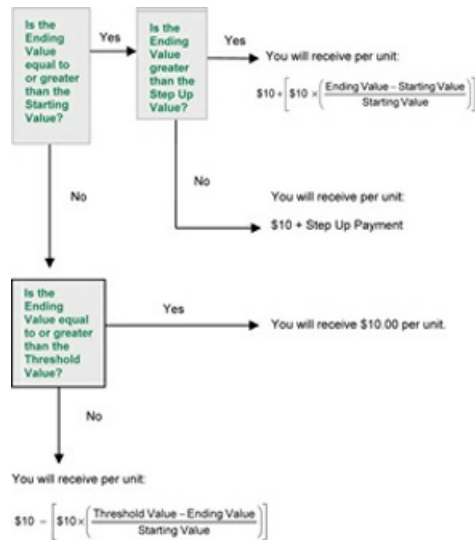 Is the
Ending
Value
equal to
or greater
than the
Starting
Value?
Yes
Is the
Ending
Value
greater
than the
Step Up
Value?
Yes
You will receive per unit:
$10 + [$10 × (Ending Value – Starting Value
Starting Value)]
No
No
You will receive per unit:
$10 + Step Up Payment
Is the
Ending
Value equal
to or greater
than the
Threshold
Value?
Yes
You will receive $10.00 per unit.
No
You will receive per unit:
$10 – [$10 × (Threshold Value – Ending Value
Starting Value)]